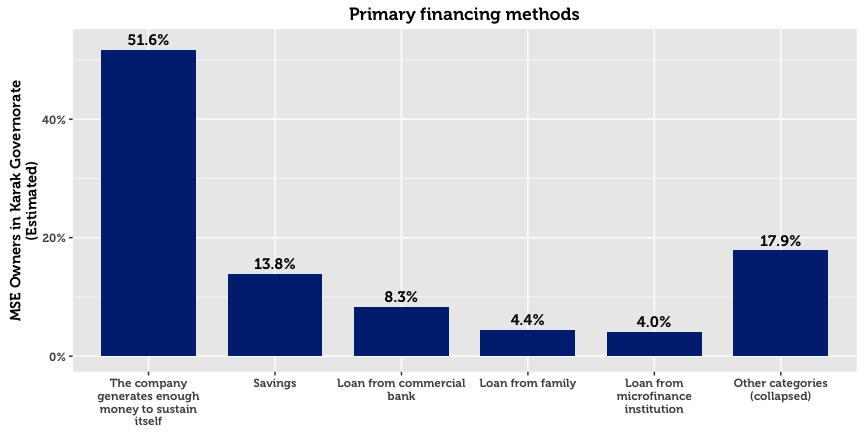 Primary financing methods
MSE Owners in Karak Governorate
(Estimated)
40%
20%
0%
51.6%
13.8%
8.3%
4.4%
4.0%
17.9%
The company
generates enough
money to sustain
itself
Savings
Loan from commercial
bank
Loan from family
Loan from
microfinance
institution
Other categories
(collapsed)